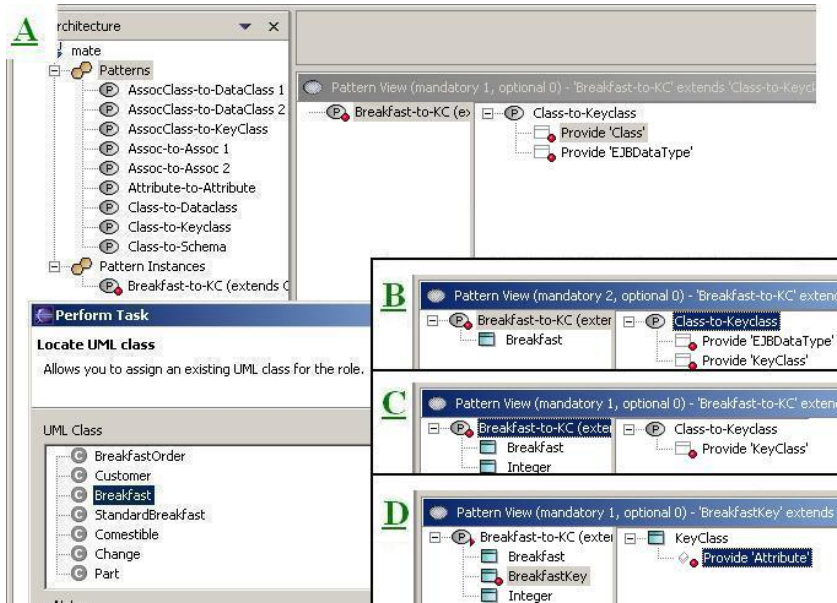 A
rchitecture
mate
Patterns
AssocClass-to-DataClass 1
AssocClass-to-DataClass 2
AssocClass-to-KeyClass
Assoc-to-Assoc 1
Assoc-to-Assoc 2
Attribute-to-Attribute
Class-to-Dataclass
Class-to-Keyclass
Class-to-Schema
Pattern Instances
Breakfast-to-KC (extends
Pattern View (mandatory 1, optional 0) - 'Breakfast-to-KC' extends 'Class-to-Keycl
Breakfast-to-KC (ex
Class-to-Keyclass
Provide 'Class'
Provide 'EJBDataType'
Perform Task
Locate UML class
Allows you to assign an existing UML class for the role.
UML Class
BreakfastOrder
Customer
Breakfast
StandardBreakfast
Comestible
Change
Part
B
Pattern View (mandatory 2, optional 0) - 'Breakfast-to-KC' exten
Breakfast-to-KC (exter
Breakfast
Class-to-Keyclass
Provide 'EJBDataType'
Provide 'KeyClass'
C
Pattern View (mandatory 1, optional 0) - 'Breakfast-to-KC' exten
Breakfast-to-KC (exter
Breakfast
Integer
Class-to-Keyclass
Provide 'KeyClass'
D
Pattern View (mandatory 1, optional 0) - 'BreakfastKey' extends
Breakfast-to-KC (exter
Breakfast
BreakfastKey
Integer
KeyClass
Provide 'Attribute'